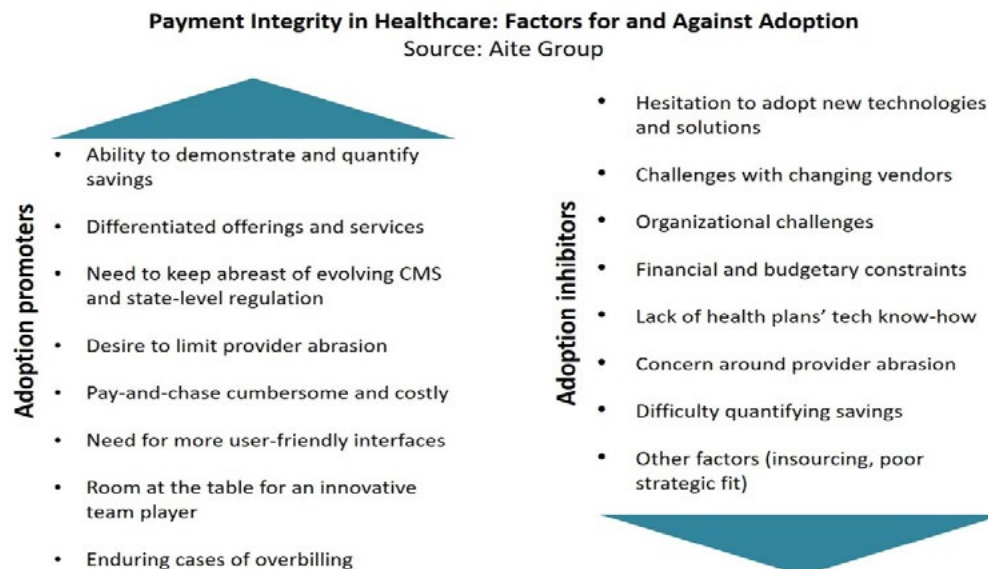 Payment Integrity in Healthcare: Factors for and Against Adoption
Source: Aite Group
Adoption promoters
• Ability to demonstrate and quantify
savings
• Differentiated offerings and services
• Need to keep abreast of evolving CMS
and state-level regulation
• Desire to limit provider abrasion
• Pay-and-chase cumbersome and costly
• Need for more user-friendly interfaces
• Room at the table for an innovative
team player
• Enduring cases of overbilling
Adoption inhibitors
• Hesitation to adopt new technologies
and solutions
• Challenges with changing vendors
• Organizational challenges
• Financial and budgetary constraints
• Lack of health plans’ tech know-how
• Concern around provider abrasion
• Difficulty quantifying savings
• Other factors (insourcing, poor
strategic fit)